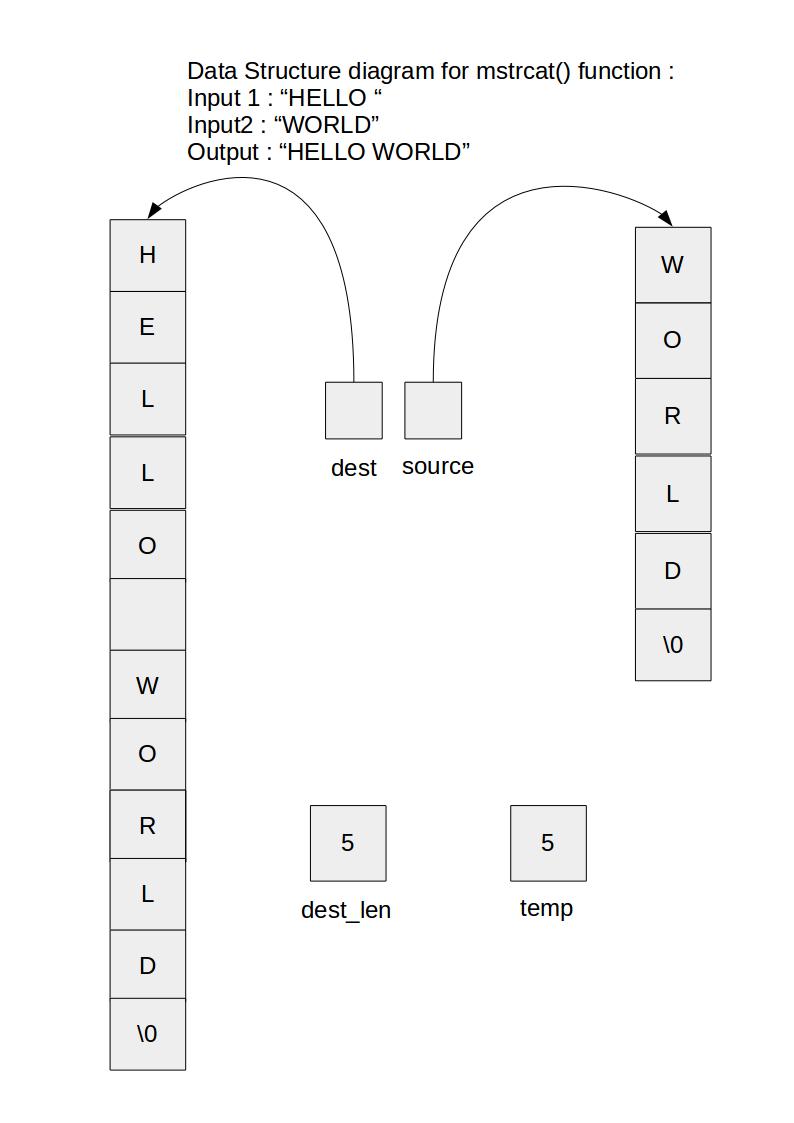 Data Structure diagram for mstrcat() function :
Input 1 : “HELLO “
Input2 : “WORLD”
Output : “HELLO WORLD”
H
E
L
L
O
W
O
R
L
D
\0
dest
source
W
O
R
L
D
\0
5
dest_len
5
temp